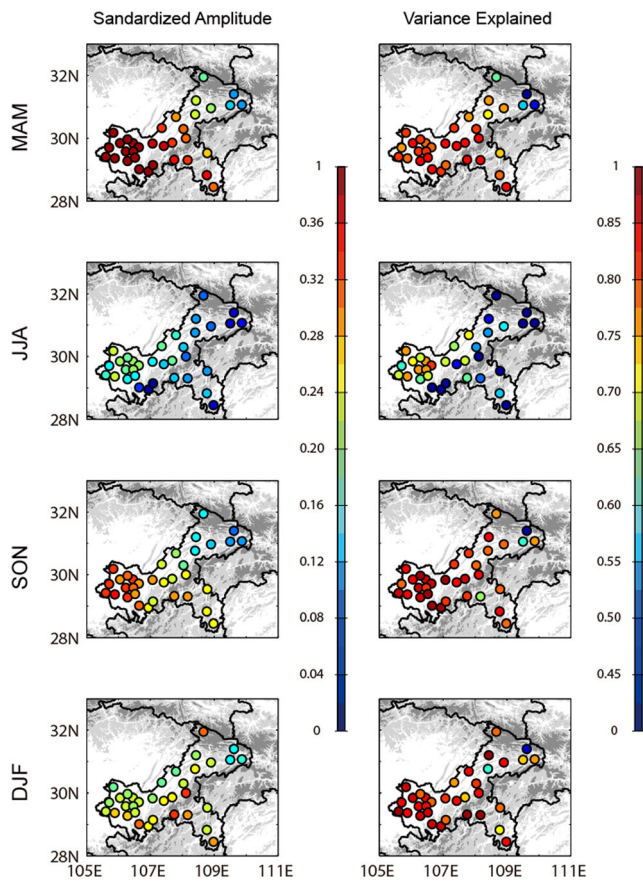 Sandardized Amplitude
Variance Explained
MAM
32N
30N
28N
JJA
32N
30N
28N
SON
32N
30N
28N
DJF
32N
30N
28N
105E 107E 109E 111E
105E 107E 109E 111E
1
0.36
0.32
0.28
0.24
0.20
0.16
0.12
0.08
0.04
0
1
0.85
0.80
0.75
0.70
0.65
0.60
0.55
0.50
0.45
0